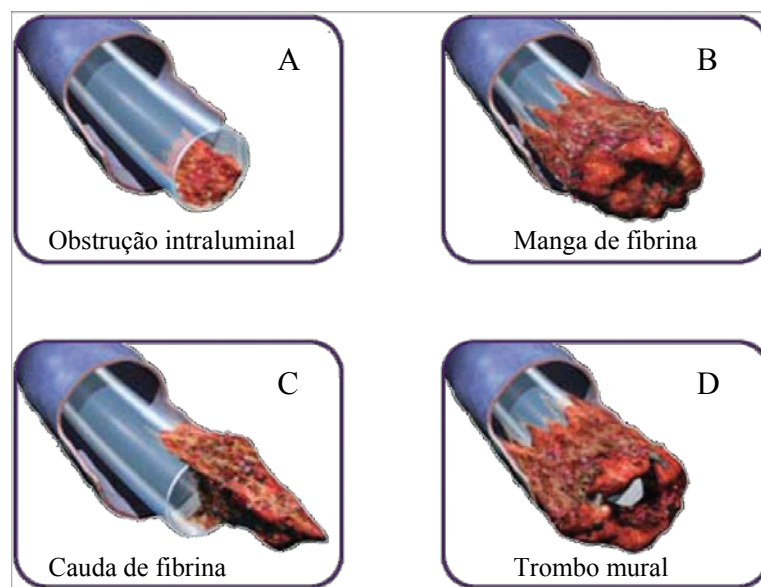 A
Obstrução intraluminal
B
Manga de fibrina
C
Cauda de fibrina
D
Trombo mural